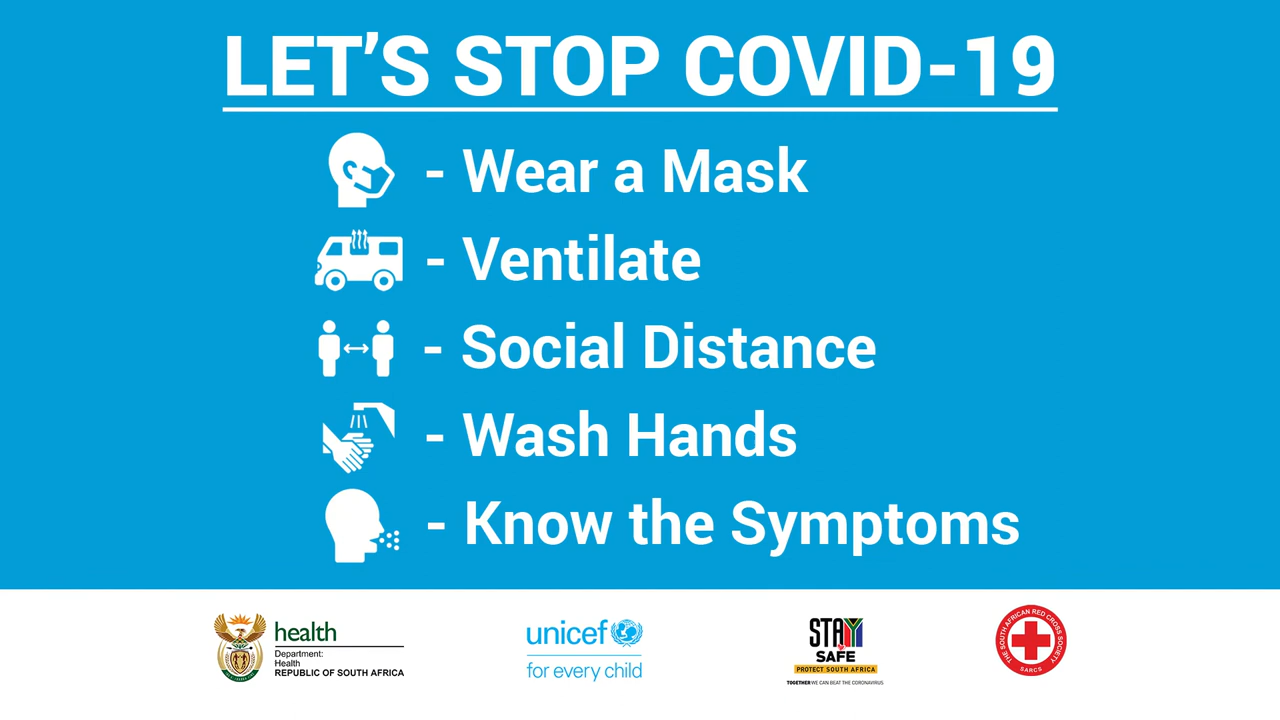 LET'S STOP COVID-19
- Wear a Mask
- Ventilate
- Social Distance
- Wash Hands
- Know the Symptoms
health
Department:
Health
REPUBLIC OF SOUTH AFRICA
unicef
for every child
STAY
SAFE
PROTECT SOUTH AFRICA
TOGETHER WE CAN BEAT THE CORONAVIRUS
THE SOUTH AFRICAN RED CROSS SOCIETY
SARCS